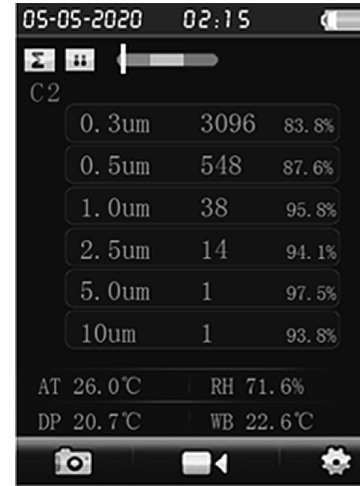 05-05-2020 02:15
Σ
C2
0.3um 3096 83.8%
0.5um 548 87.6%
1.0um 38 95.8%
2.5um 14 94.1%
5.0um 1 97.5%
10um 1 93.8%
AT 26.0℃ RH 71.6%
DP 20.7℃ WB 22.6℃